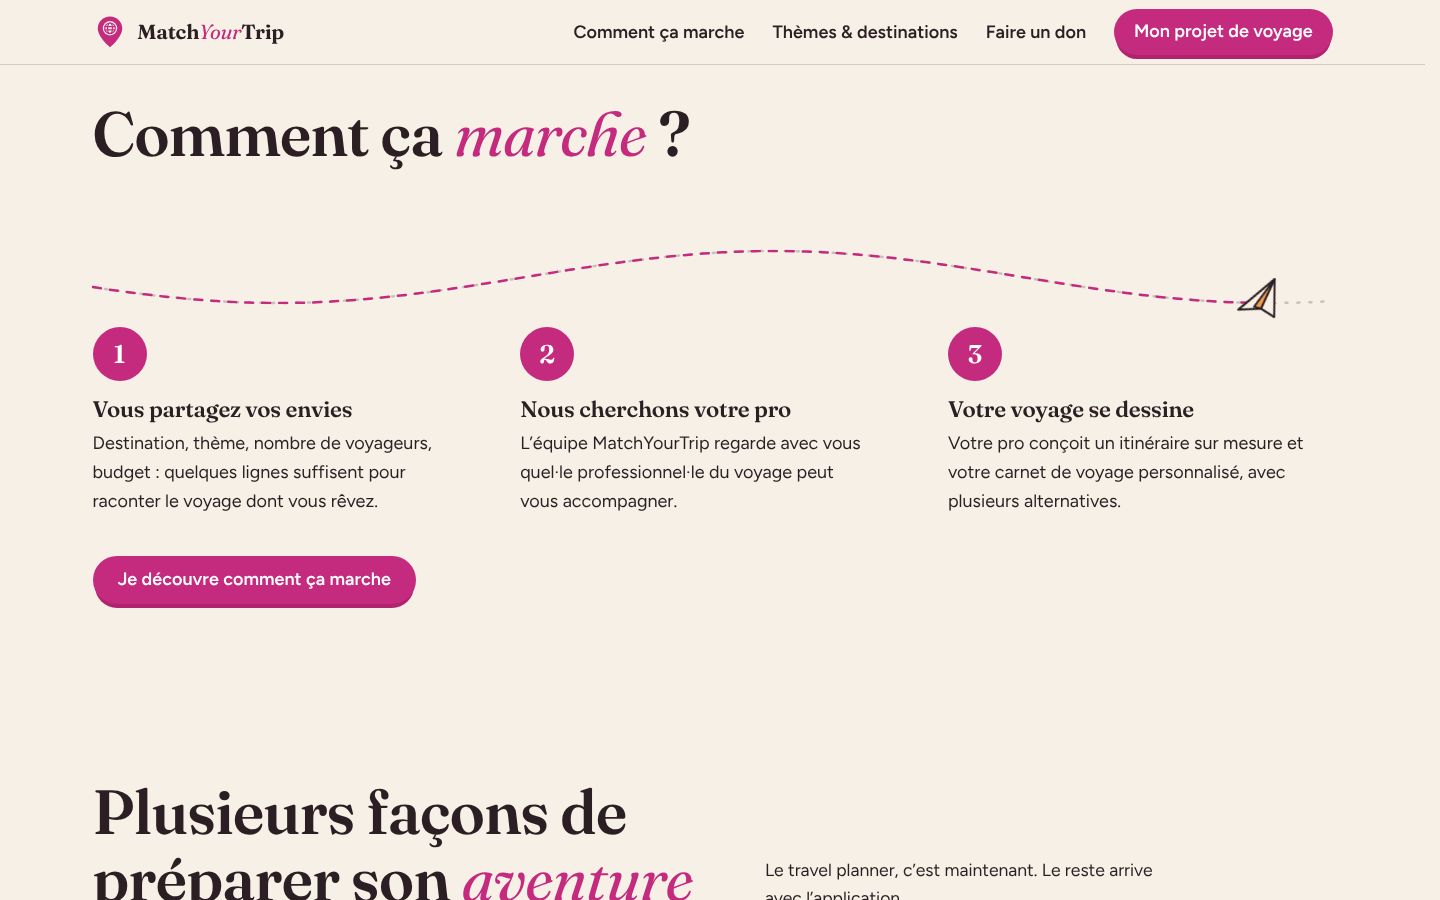 MatchYourTrip
Comment ça marche
Thèmes & destinations
Faire un don
Mon projet de voyage
Comment ça marche ?
1
Vous partagez vos envies
Destination, thème, nombre de voyageurs,
budget : quelques lignes suffisent pour
raconter le voyage dont vous rêvez.
2
Nous cherchons votre pro
L’équipe MatchYourTrip regarde avec vous
quel·le professionnel·le du voyage peut
vous accompagner.
3
Votre voyage se dessine
Votre pro conçoit un itinéraire sur mesure et
votre carnet de voyage personnalisé, avec
plusieurs alternatives.
Je découvre comment ça marche
Plusieurs façons de
préparer son aventure
Le travel planner, c’est maintenant. Le reste arrive
avec l’application.